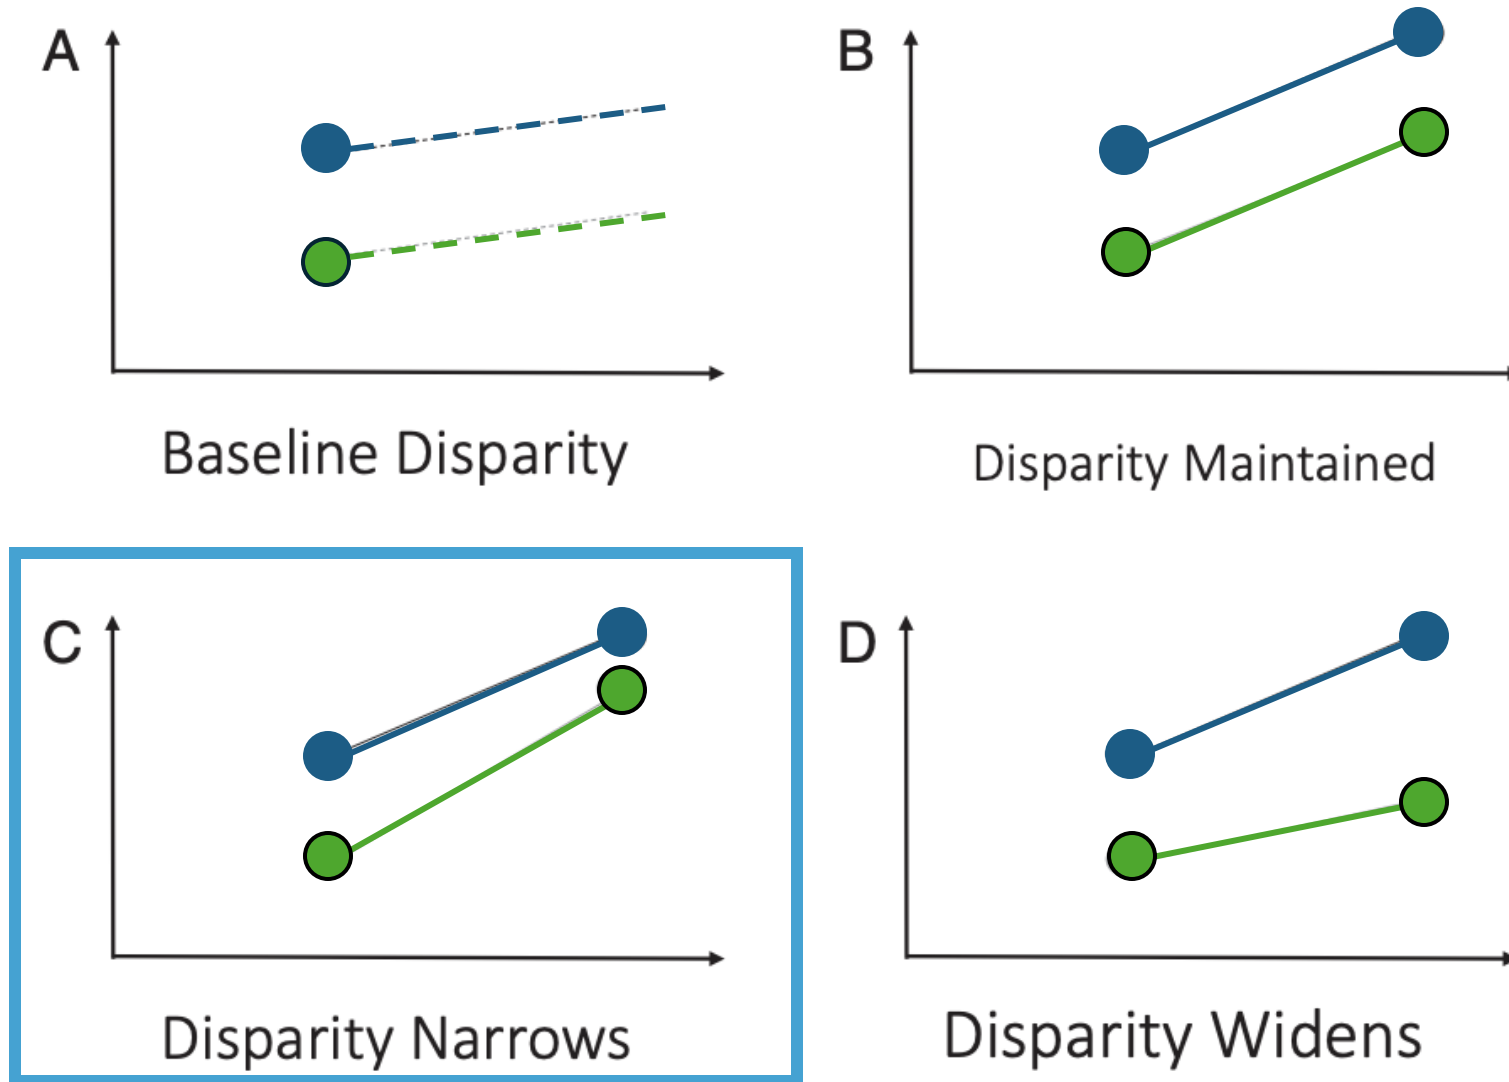 A
B
Baseline Disparity
Disparity Maintained
C
D
Disparity Narrows
Disparity Widens